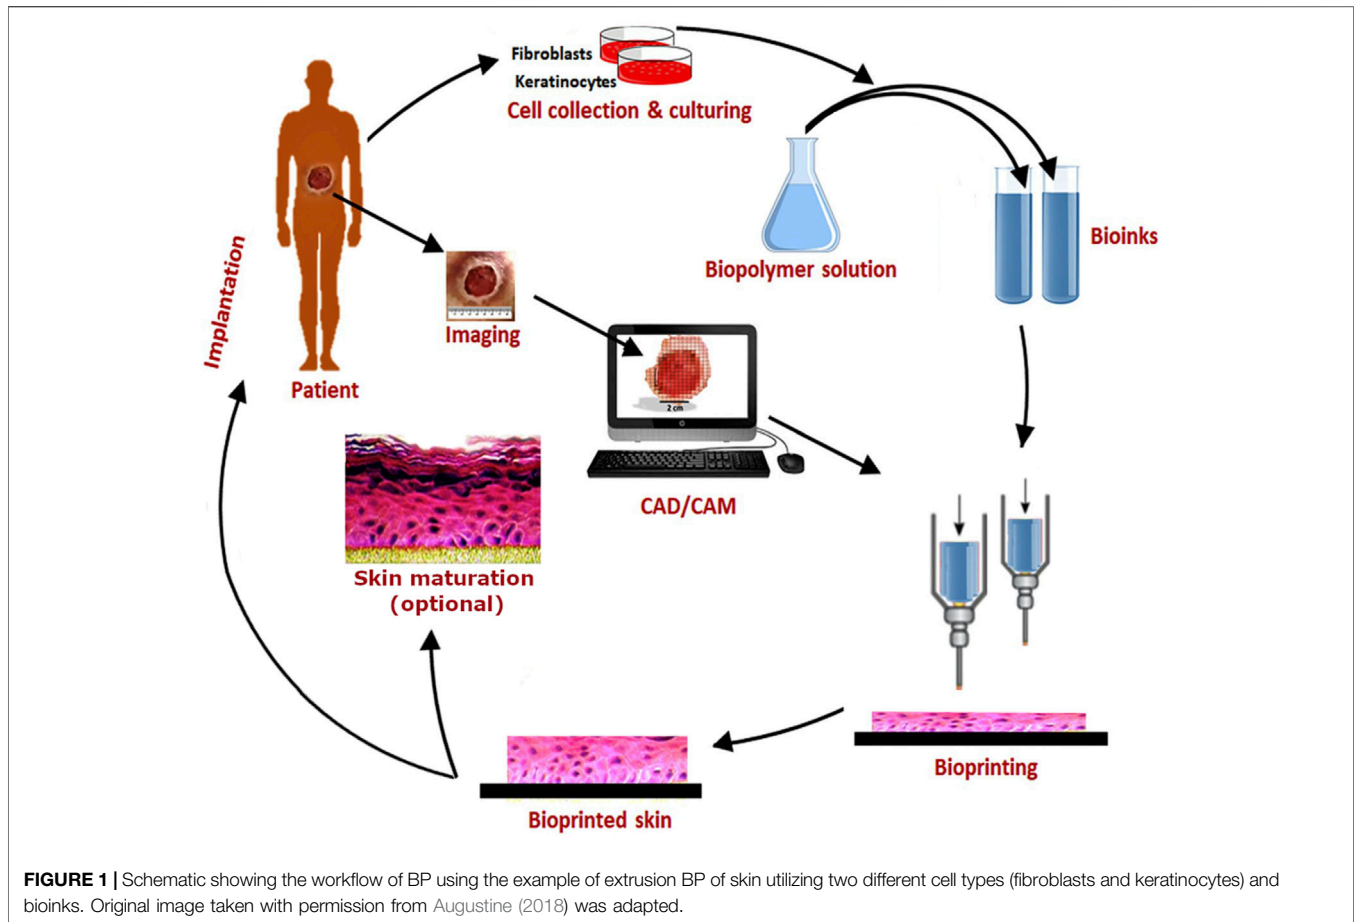 Fibroblasts
Keratinocytes
Cell collection & culturing
Biopolymer solution
Bioinks
Implantation
Patient
Imaging
2 cm
CAD/CAM
Skin maturation
(optional)
Bioprinting
Bioprinted skin
FIGURE 1 | Schematic showing the workflow of BP using the example of extrusion BP of skin utilizing two different cell types (fibroblasts and keratinocytes) and
bioinks. Original image taken with permission from Augustine (2018) was adapted.